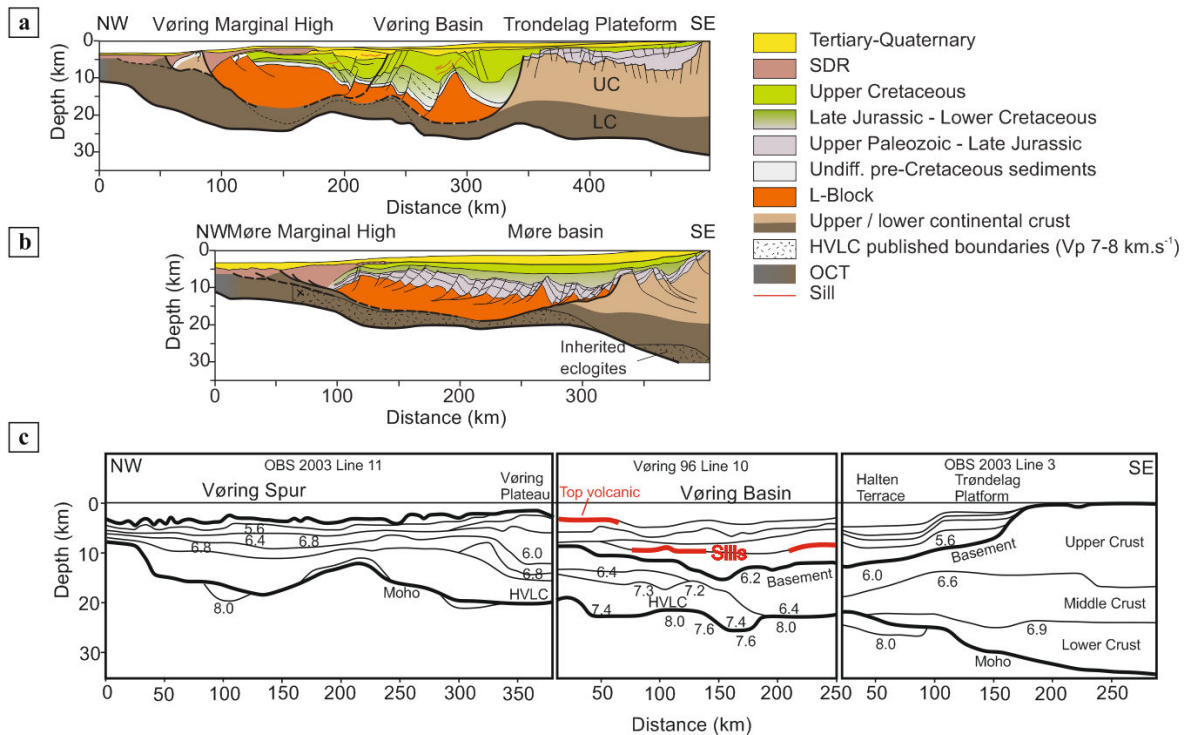 a
NW Vøring Marginal High Vøring Basin Trondelag Plateform SE
Depth (km)
0
10
20
30
UC
LC
0 100 200 300 400
Distance (km)
b
NW Møre Marginal High Møre basin SE
Depth (km)
0
10
20
30
Inherited
eclogites
0 100 200 300
Distance (km)
Tertiary-Quaternary
SDR
Upper Cretaceous
Late Jurassic - Lower Cretaceous
Upper Paleozoic - Late Jurassic
Undiff. pre-Cretaceous sediments
L-Block
Upper / lower continental crust
HVLC published boundaries (Vp 7-8 km.s⁻¹)
OCT
Sill
c
NW OBS 2003 Line 11
Vøring Spur
Vøring
Plateau
Depth (km)
0
10
20
30
5.6
6.4
6.8 6.8
6.0
6.8
8.0
Moho
HVLC
0 50 100 150 200 250 300 350
Vøring 96 Line 10
Top volcanic
Vøring Basin
Sills
6.4
6.2
Basement
7.3 7.2
HVLC
7.4
8.0
7.6
7.4
7.6
6.4
8.0
50 100 150 200 250
OBS 2003 Line 3 SE
Halten
Terrace
Trøndelag
Platform
5.6
Basement
6.0
6.6
Upper Crust
Middle Crust
6.9
8.0
Lower Crust
Moho
50 100 150 200 250
Distance (km)